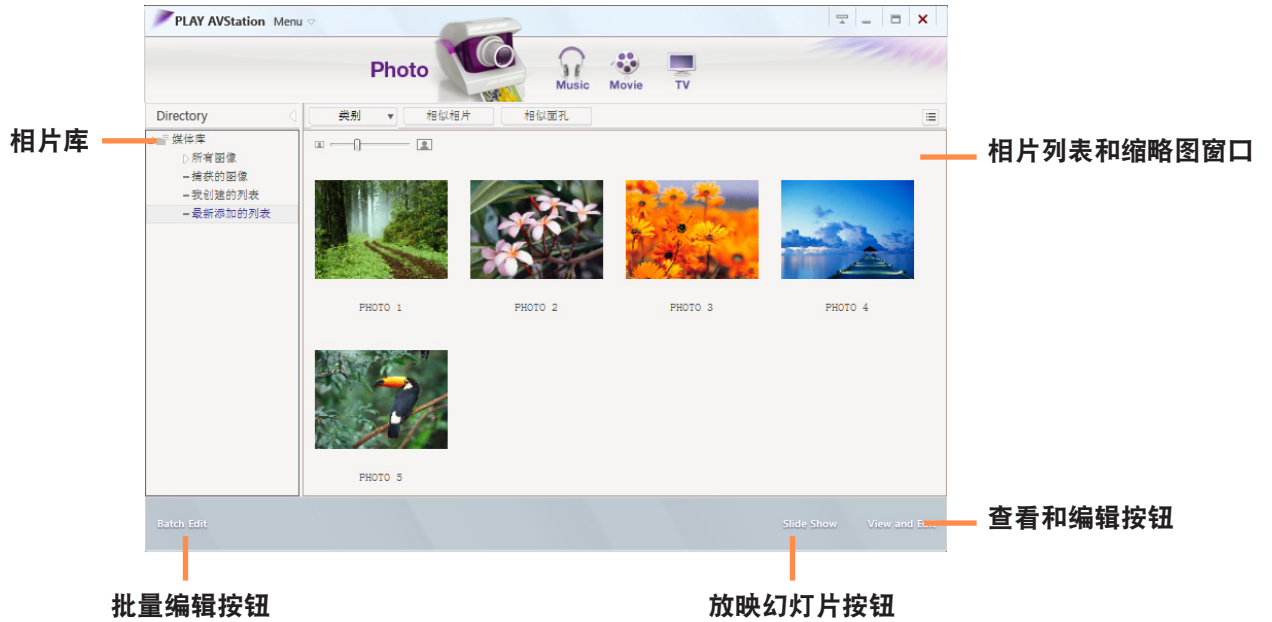 PLAY AVStation Menu
Photo
Music
Movie
TV
Directory
类别
相似相片
相似面孔
相片库
媒体库
所有图像
捕获的图像
我创建的列表
最新添加的列表
相片列表和缩略图窗口
PHOTO 1
PHOTO 2
PHOTO 3
PHOTO 4
PHOTO 5
Batch Edit
Slide Show
View and Edit
查看和编辑按钮
批量编辑按钮
放映幻灯片按钮